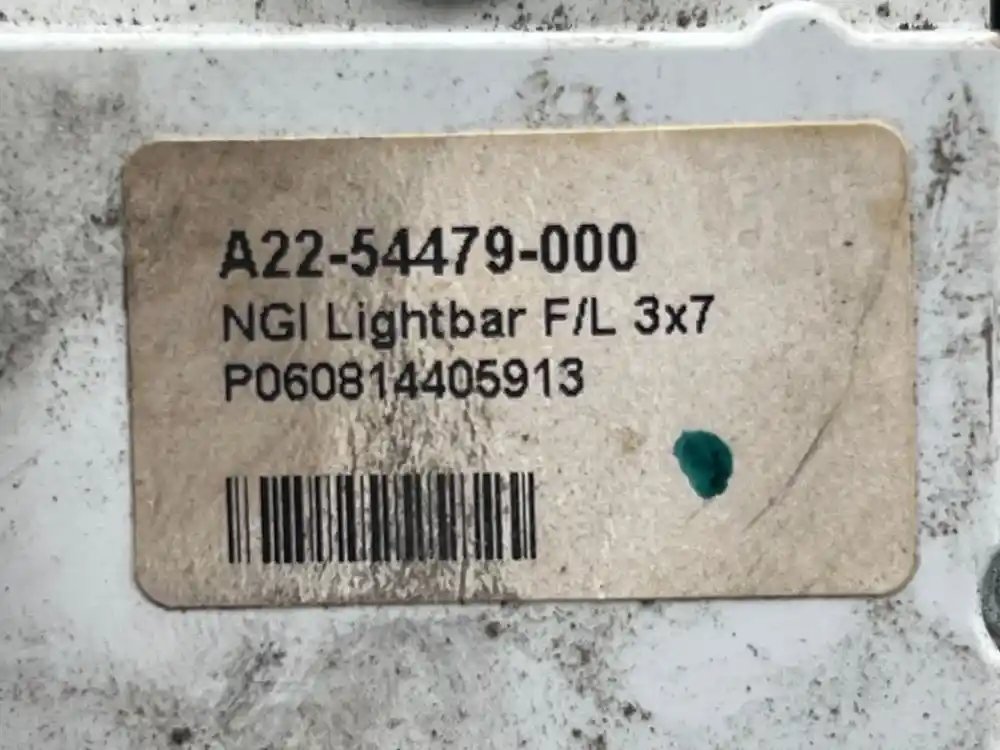 A22-54479-000
NGI Lightbar F/L 3x7
P060814405913